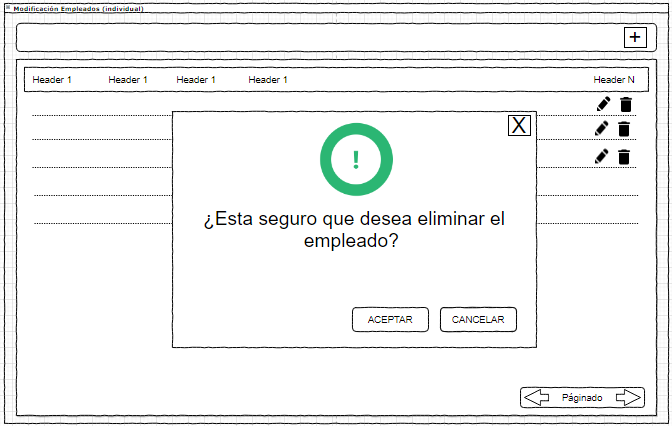 Modificación Empleados (individual)
+
Header 1 Header 1 Header 1 Header 1 Header N
X
!
¿Esta seguro que desea eliminar el
empleado?
ACEPTAR CANCELAR
Páginado